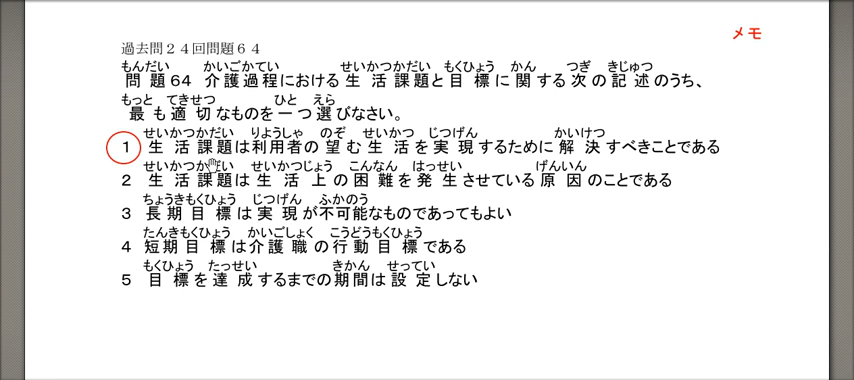 メモ
過去問２４回問題６４
もんだい かいごかてい せいかつかだい もくひょう かん つぎ きじゅつ
問題64 介護過程における生活課題と目標に関する次の記述のうち、
もっと てきせつ ひと えら
最も適切なものを一つ選びなさい。
せいかつかだい りようしゃ のぞ せいかつ じつげん かいけつ
1 生活課題は利用者の望む生活を実現するために解決すべきことである
せいかつかだい せいかつじょう こんなん はっせい げんいん
2 生活課題は生活上の困難を発生させている原因のことである
ちょうきもくひょう じつげん ふかのう
3 長期目標は実現が不可能なものであってもよい
たんきもくひょう かいごしょく こうどうもくひょう
4 短期目標は介護職の行動目標である
もくひょう たっせい きかん せってい
5 目標を達成するまでの期間は設定しない